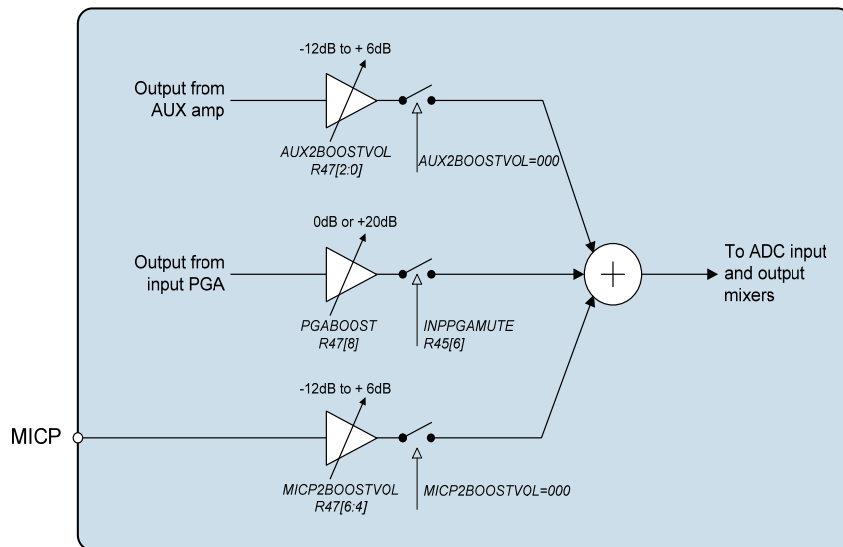 -12dB to + 6dB
Output from
AUX amp
AUX2BOOSTVOL
R47[2:0]
AUX2BOOSTVOL=000
0dB or +20dB
Output from
input PGA
PGABOOST
R47[8]
INPPGAMUTE
R45[6]
+
To ADC input
and output
mixers
-12dB to + 6dB
MICP
MICP2BOOSTVOL
R47[6:4]
MICP2BOOSTVOL=000